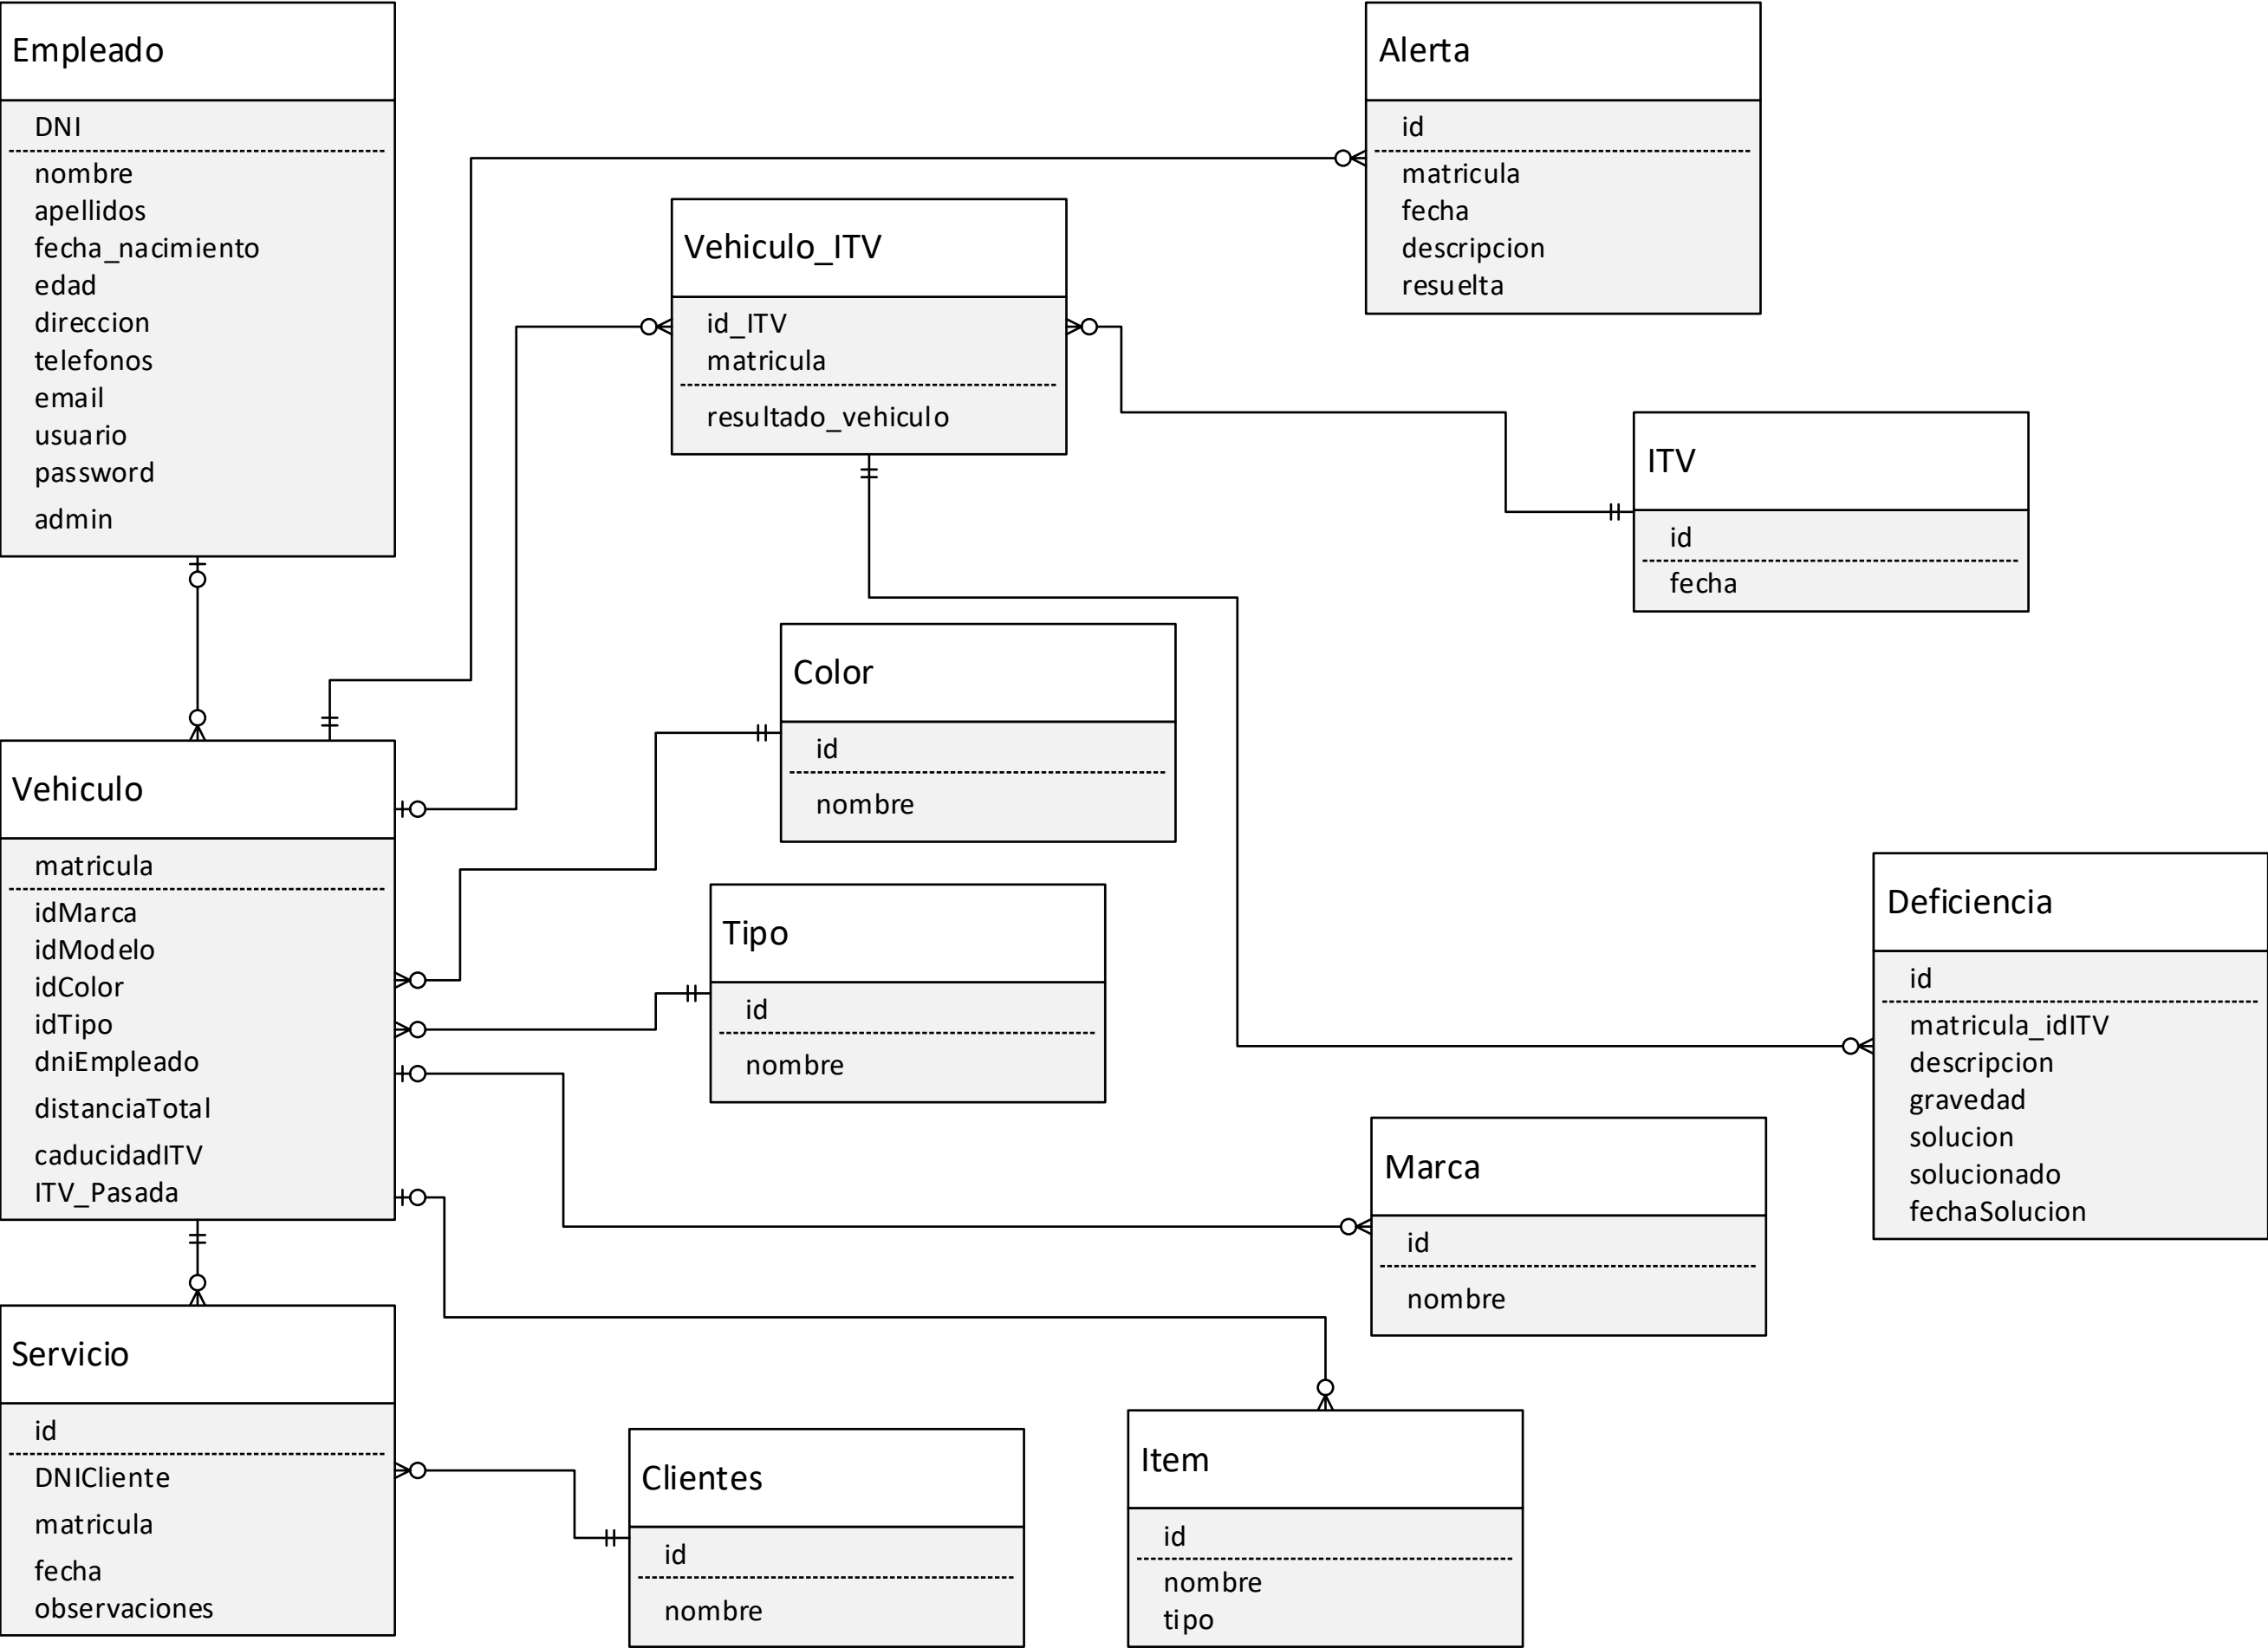 Empleado
DNI
nombre
apellidos
fecha_nacimiento
edad
direccion
telefonos
email
usuario
password
admin
Alerta
id
matricula
fecha
descripcion
resuelta
Vehiculo_ITV
id_ITV
matricula
resultado_vehiculo
ITV
id
fecha
Color
id
nombre
Vehiculo
matricula
idMarca
idModelo
idColor
idTipo
dniEmpleado
distanciaTotal
caducidadITV
ITV_Pasada
Tipo
id
nombre
Deficiencia
id
matricula_idITV
descripcion
gravedad
solucion
solucionado
fechaSolucion
Marca
id
nombre
Servicio
id
DNICliente
matricula
fecha
observaciones
Clientes
id
nombre
Item
id
nombre
tipo